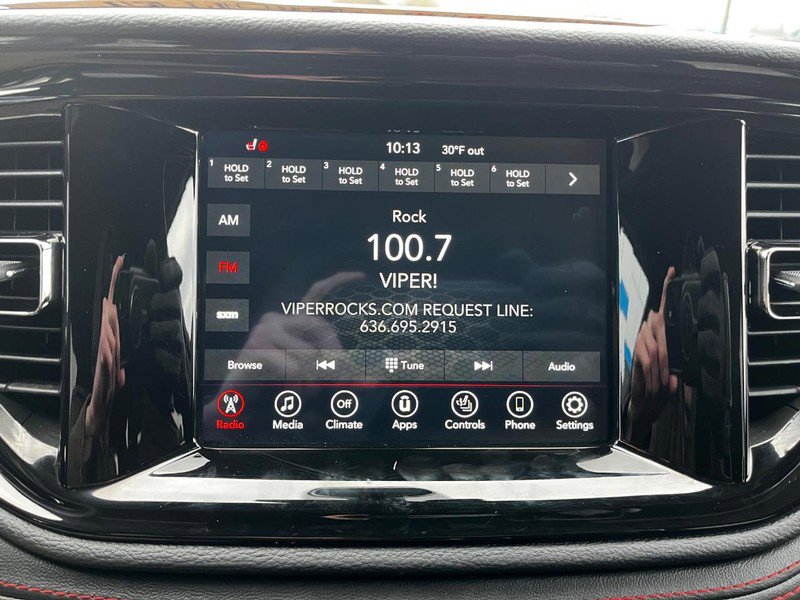 10:13 30°F out
1 HOLD to Set 2 HOLD to Set 3 HOLD to Set 4 HOLD to Set 5 HOLD to Set 6 HOLD to Set
AM
FM
sxm
Rock
100.7
VIPER!
VIPERROCKS.COM REQUEST LINE:
636.695.2915
Browse Tune Audio
Off
Radio Media Climate Apps Controls Phone Settings